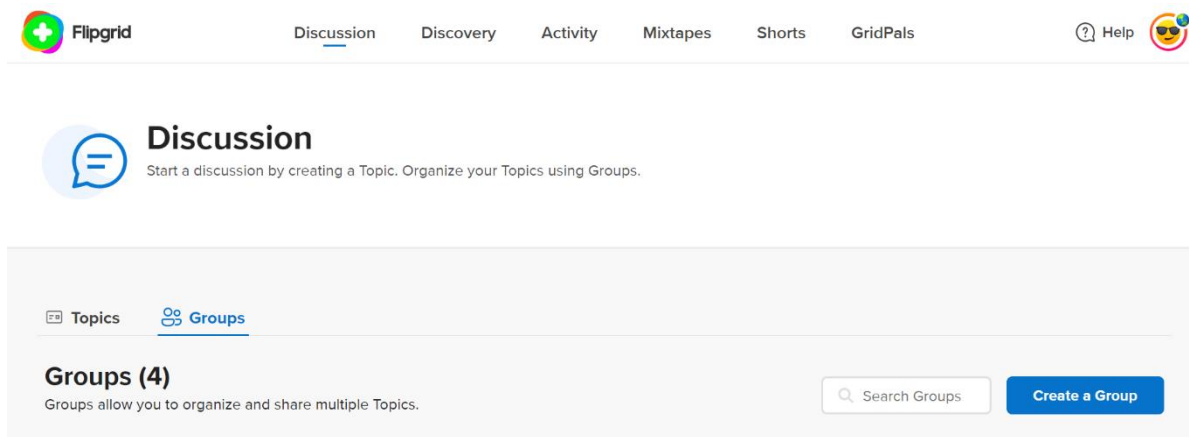 Flipgrid Discussion Discovery Activity Mixtapes Shorts GridPals Help
Discussion
Start a discussion by creating a Topic. Organize your Topics using Groups.
Topics Groups
Groups (4)
Groups allow you to organize and share multiple Topics.
Search Groups Create a Group